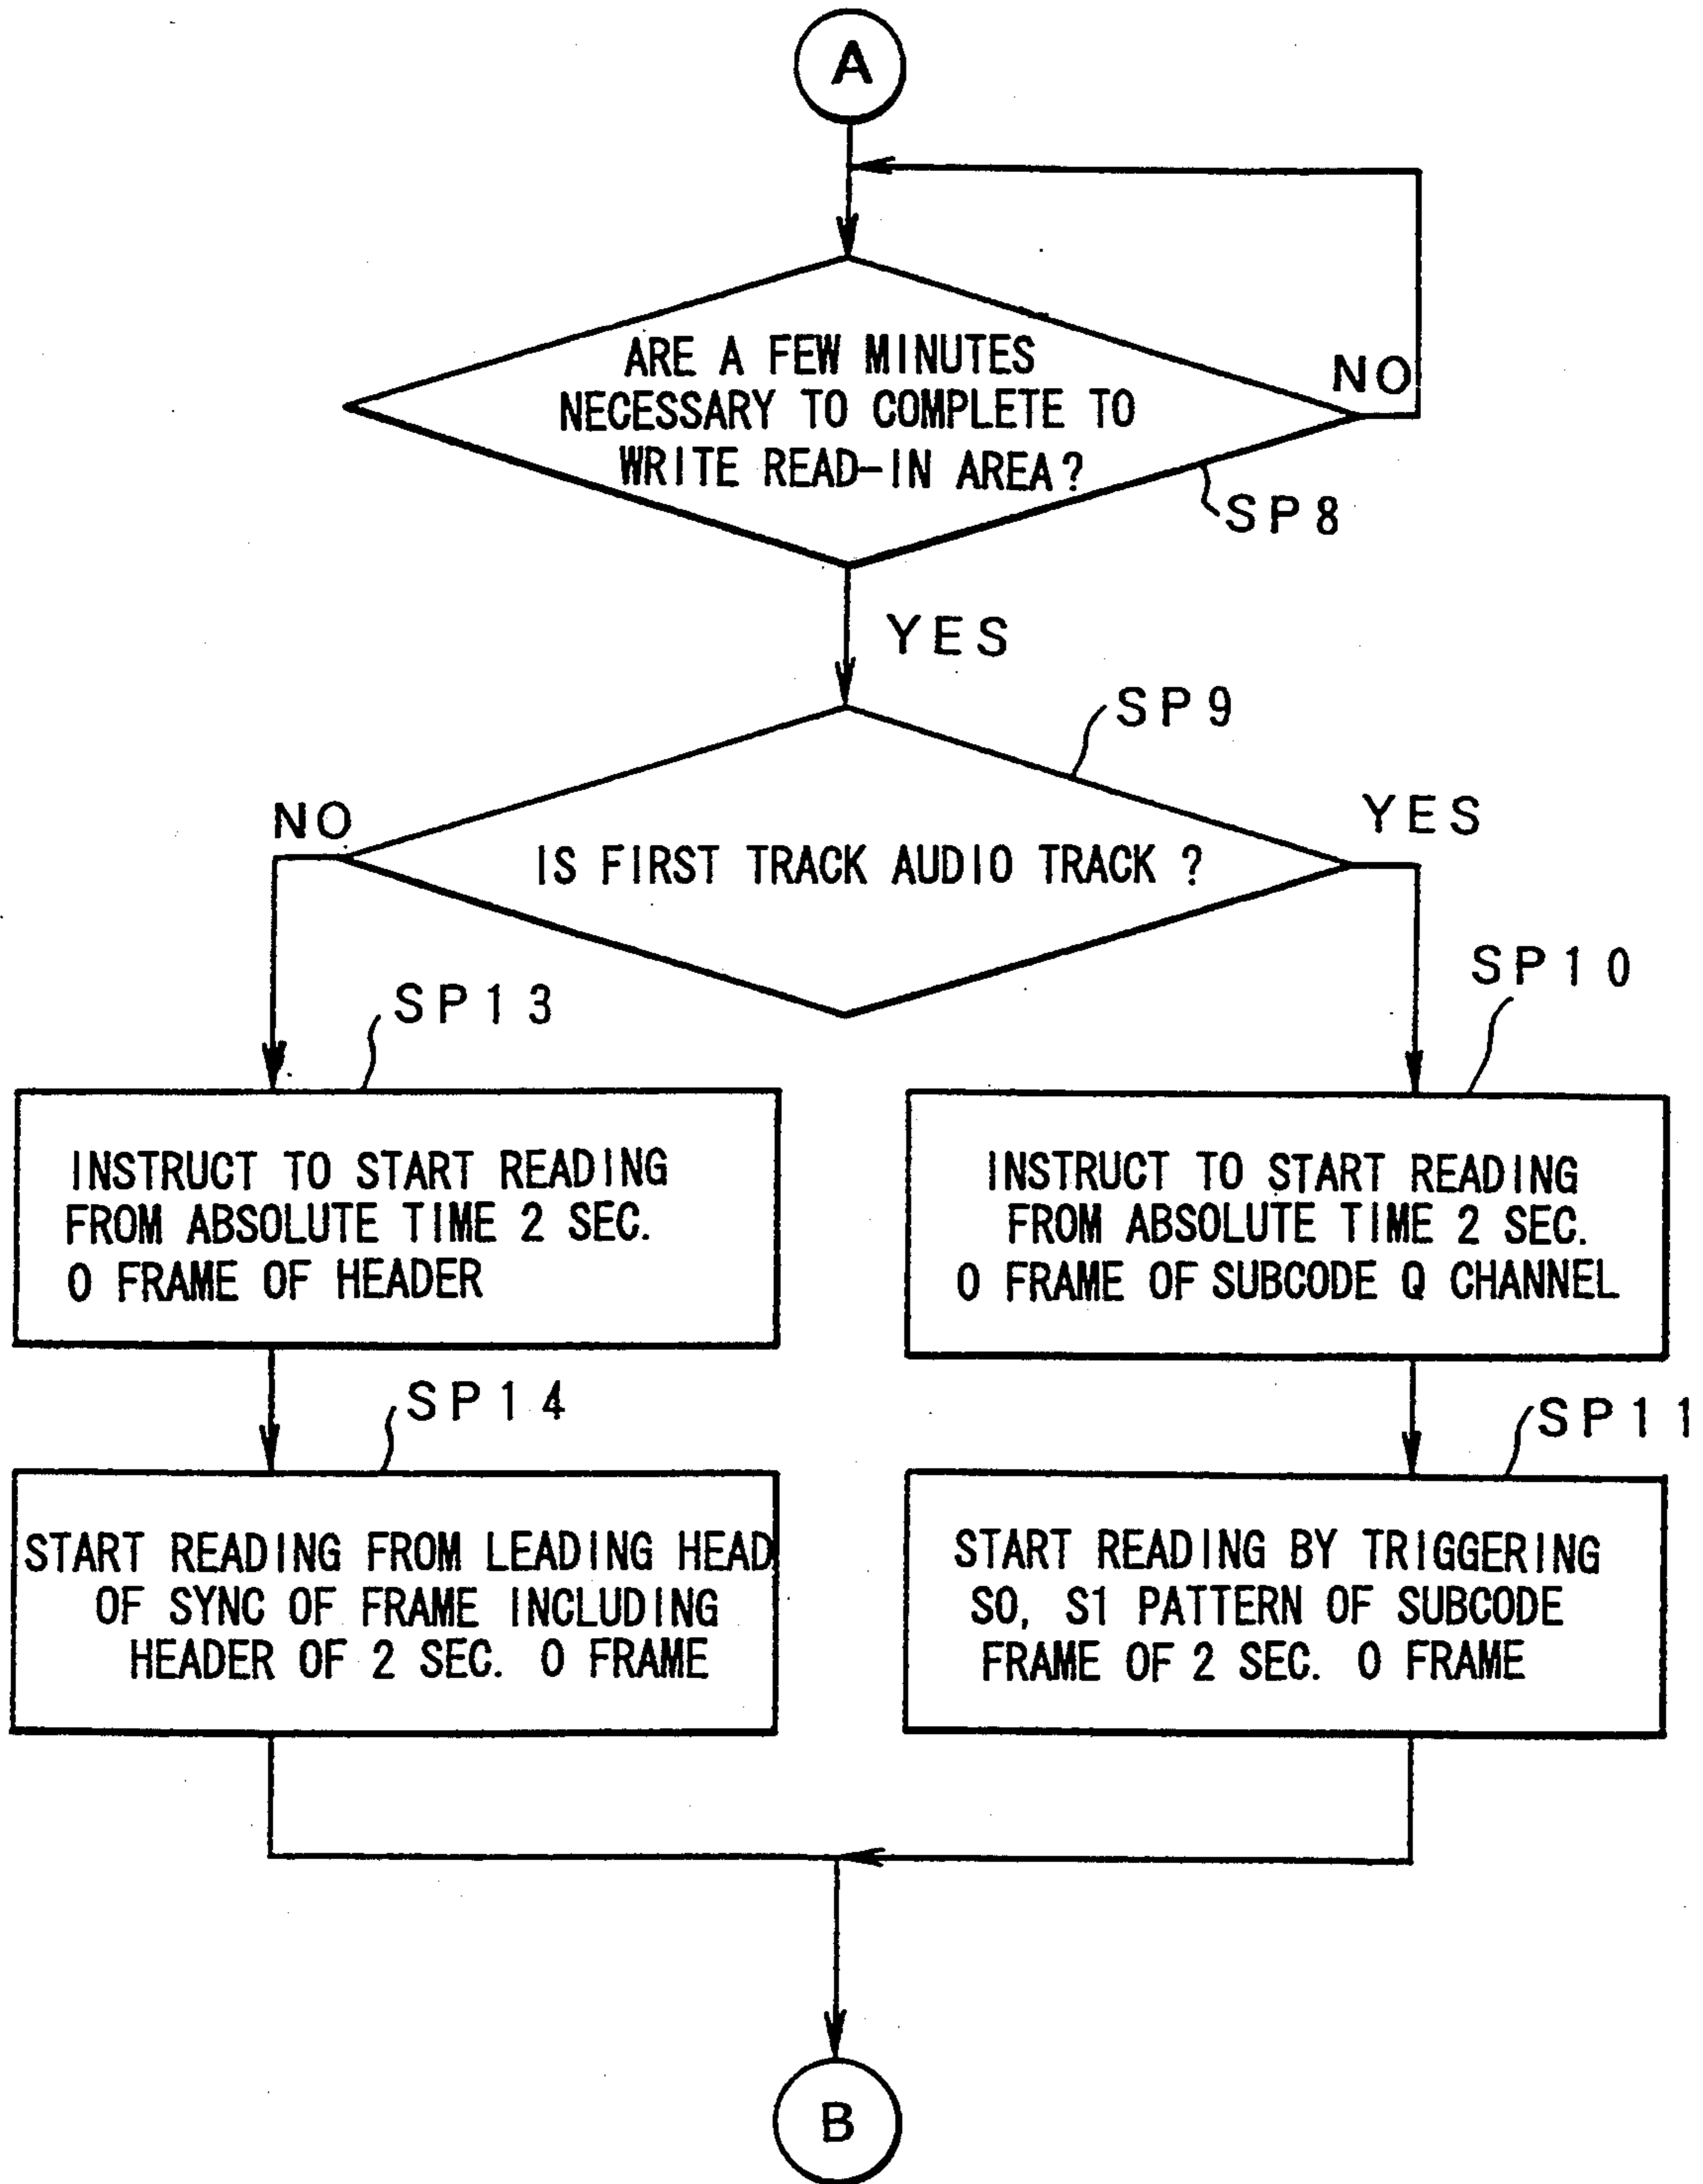 A
ARE A FEW MINUTES
NECESSARY TO COMPLETE TO
WRITE READ-IN AREA?
NO
SP8
YES
SP9
NO
YES
IS FIRST TRACK AUDIO TRACK ?
SP13
SP10
INSTRUCT TO START READING
FROM ABSOLUTE TIME 2 SEC.
0 FRAME OF HEADER
INSTRUCT TO START READING
FROM ABSOLUTE TIME 2 SEC.
0 FRAME OF SUBCODE Q CHANNEL
SP14
SP11
START READING FROM LEADING HEAD
OF SYNC OF FRAME INCLUDING
HEADER OF 2 SEC. 0 FRAME
START READING BY TRIGGERING
S0, S1 PATTERN OF SUBCODE
FRAME OF 2 SEC. 0 FRAME
B